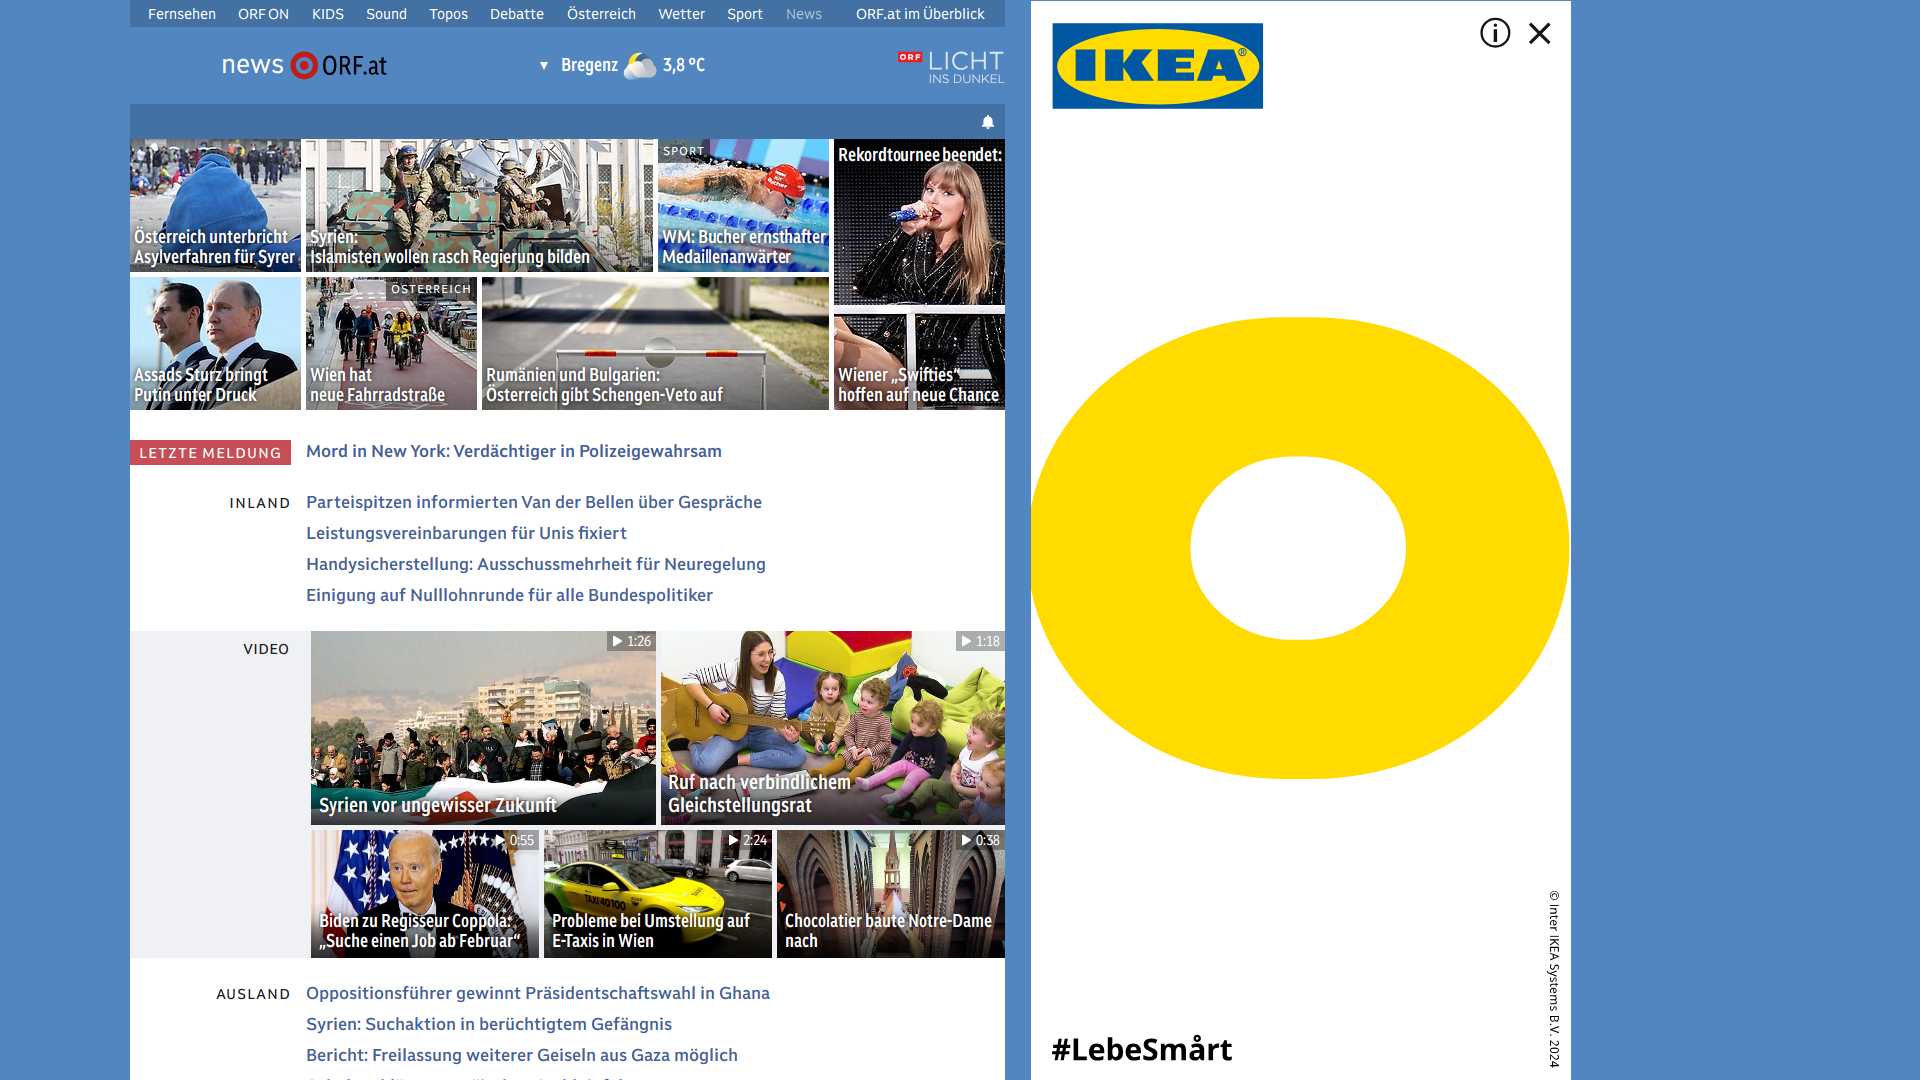 Fernsehen ORF ON KIDS Sound Topos Debatte Österreich Wetter Sport News ORF.at im Überblick
news ORF.at
Bregenz 3,8 °C
ORF LICHT
INS DUNKEL
Österreich unterbricht
Asylverfahren für Syrer
Syrien:
Islamisten wollen rasch Regierung bilden
SPORT
WM: Bucher ernsthafter
Medaillenanwärter
Rekordtournee beendet:
Wiener „Swifties“
hoffen auf neue Chance
Assads Sturz bringt
Putin unter Druck
ÖSTERREICH
Wien hat
neue Fahrradstraße
Rumänien und Bulgarien:
Österreich gibt Schengen-Veto auf
LETZTE MELDUNG
Mord in New York: Verdächtiger in Polizeigewahrsam
INLAND
Parteispitzen informierten Van der Bellen über Gespräche
Leistungsvereinbarungen für Unis fixiert
Handysicherstellung: Ausschussmehrheit für Neuregelung
Einigung auf Nulllohnrunde für alle Bundespolitiker
VIDEO
1:26
Syrien vor ungewisser Zukunft
1:18
Ruf nach verbindlichem
Gleichstellungsrat
0:55
Biden zu Regisseur Coppola:
„Suche einen Job ab Februar“
2:24
TAXI 40100
Probleme bei Umstellung auf
E-Taxis in Wien
0:38
Chocolatier baute Notre-Dame
nach
AUSLAND
Oppositionsführer gewinnt Präsidentschaftswahl in Ghana
Syrien: Suchaktion in berüchtigtem Gefängnis
Bericht: Freilassung weiterer Geiseln aus Gaza möglich
IKEA®
#LebeSmårt
© Inter IKEA Systems B.V. 2024